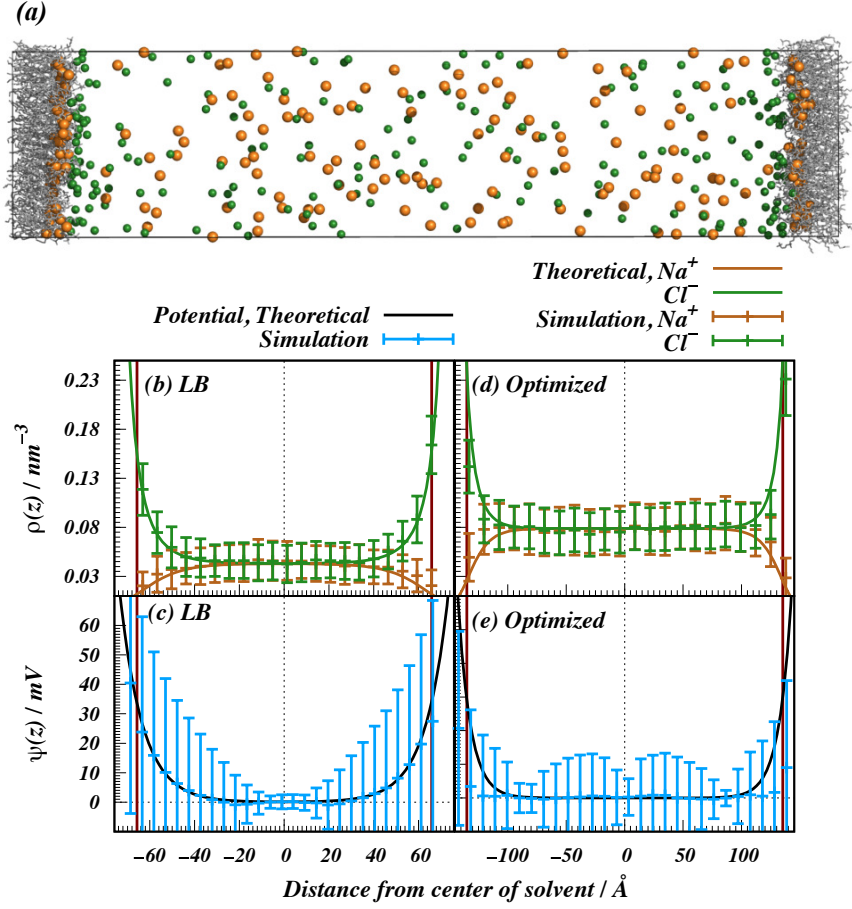 (a)
Theoretical, Na+
Cl−
Potential, Theoretical
Simulation, Na+
Simulation
Cl−
(b) LB
(d) Optimized
0.23
0.18
0.13
0.08
0.03
ρ(z) / nm−3
(c) LB
(e) Optimized
60
50
40
30
20
10
0
ψ(z) / mV
−60 −40 −20 0 20 40 60 −100 −50 0 50 100
Distance from center of solvent / Å